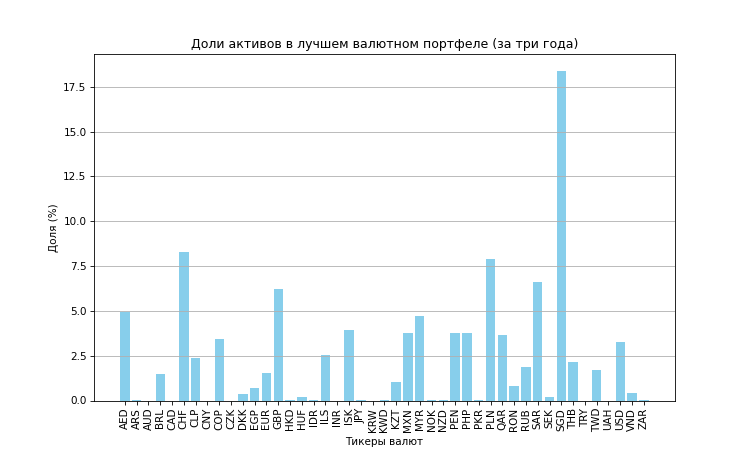 Доли активов в лучшем валютном портфеле (за три года)
Доля (%)
17.5
15.0
12.5
10.0
7.5
5.0
2.5
0.0
AED ARS AUD BRL CAD CHF CLP CNY COP CZK DKK EGP EUR GBP HKD HUF IDR ILS INR ISK JPY KRW KWD KZT MXN MYR NOK NZD PEN PHP PKR PLN QAR RON RUB SAR SEK SGD THB TRY TWD UAH USD VND ZAR
Тикеры валют